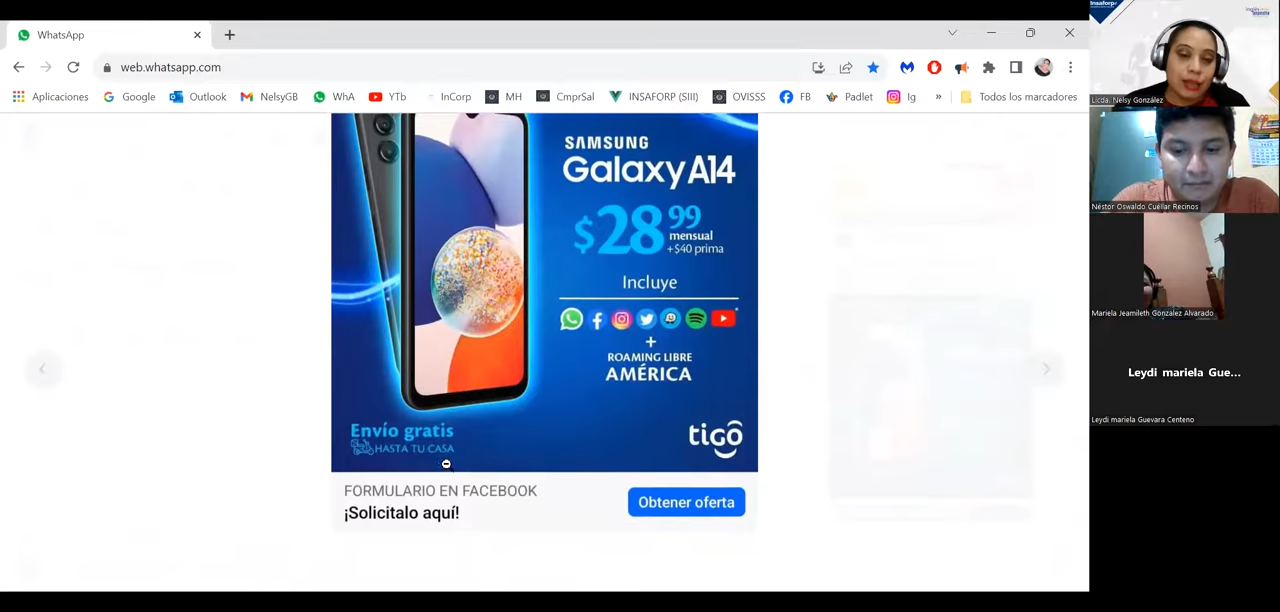 WhatsApp
web.whatsapp.com
Aplicaciones
Google
Outlook
NelsyGB
WhA
YTb
InCorp
MH
CmprSal
INSAFORP (SIII)
OVISSS
FB
Padlet
Ig
»
Todos los marcadores
SAMSUNG
Galaxy A14
$28.99
mensual
+$40 prima
Incluye
+
ROAMING LIBRE
AMÉRICA
Envío gratis
HASTA TU CASA
tigo
FORMULARIO EN FACEBOOK
¡Solicitalo aquí!
Obtener oferta
Insaforp
Licda. Nelsy González
Néstor Oswaldo Cuellar Recinos
Mariela Jeamileth Gonzalez Alvarado
Leydi mariela Gue...
Leydi mariela Guevara Centeno